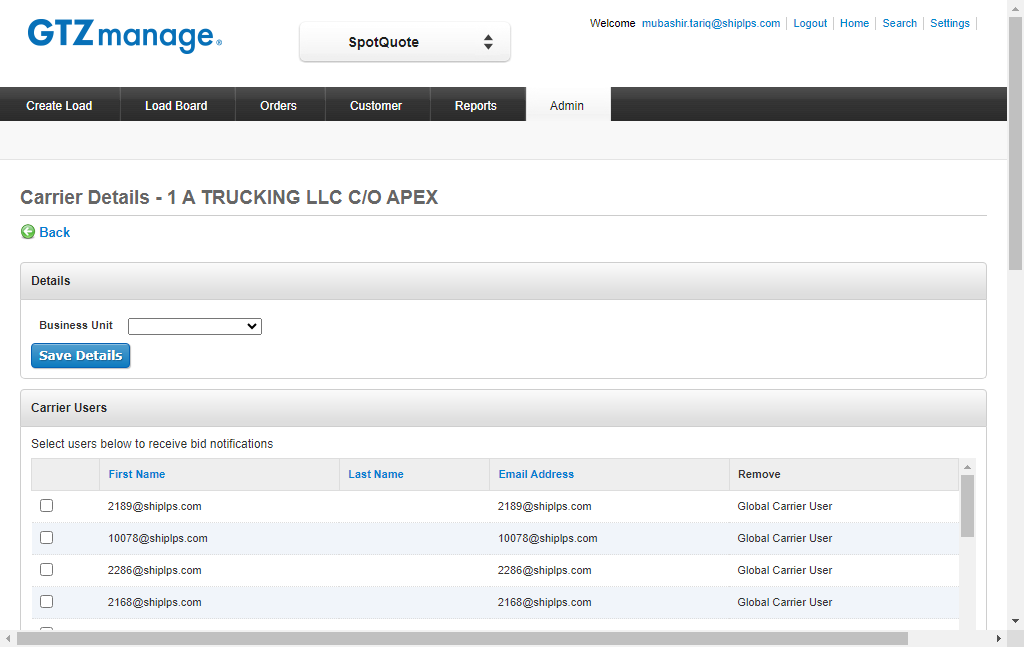 GTZmanage®
SpotQuote
Welcome mubashir.tariq@shiplps.com Logout Home Search Settings
Create Load Load Board Orders Customer Reports Admin
Carrier Details - 1 A TRUCKING LLC C/O APEX
Back
Details
Business Unit
Save Details
Carrier Users
Select users below to receive bid notifications
First Name Last Name Email Address Remove
2189@shiplps.com 2189@shiplps.com Global Carrier User
10078@shiplps.com 10078@shiplps.com Global Carrier User
2286@shiplps.com 2286@shiplps.com Global Carrier User
2168@shiplps.com 2168@shiplps.com Global Carrier User